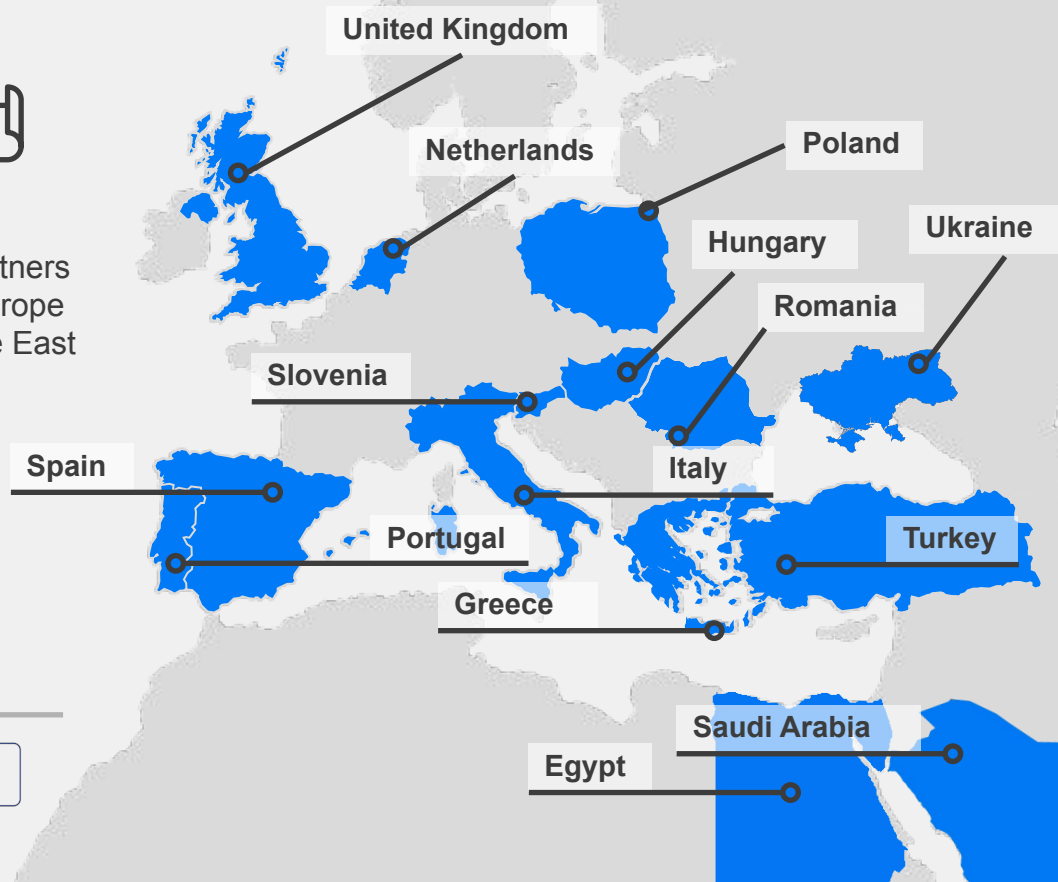 United Kingdom
Netherlands
Poland
Ukraine
Hungary
Romania
Slovenia
Spain
Italy
Portugal
Turkey
Greece
Saudi Arabia
Egypt
tners
rope
East